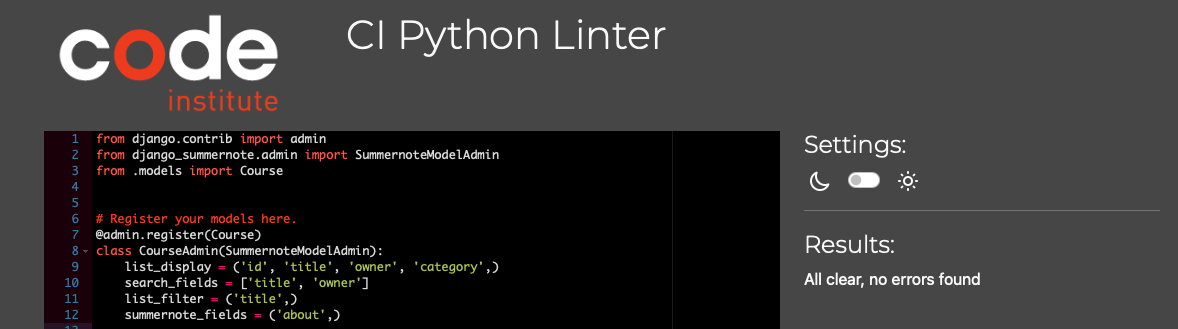 code
institute
CI Python Linter
1 from django.contrib import admin
2 from django_summernote.admin import SummernoteModelAdmin
3 from .models import Course
4
5
6 # Register your models here.
7 @admin.register(Course)
8 class CourseAdmin(SummernoteModelAdmin):
9     list_display = ('id', 'title', 'owner', 'category',)
10     search_fields = ['title', 'owner']
11     list_filter = ('title',)
12     summernote_fields = ('about',)
Settings:
Results:
All clear, no errors found